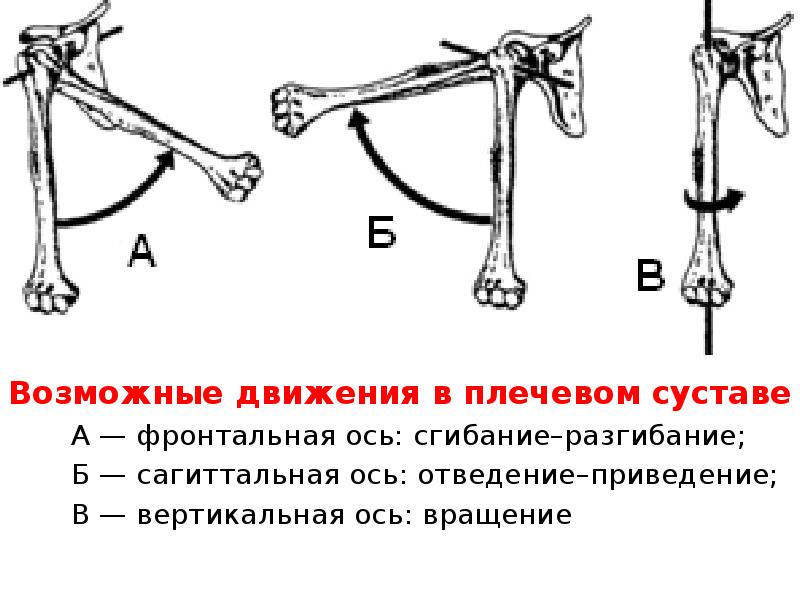 А
Б
В
Возможные движения в плечевом суставе
А — фронтальная ось: сгибание–разгибание;
Б — сагиттальная ось: отведение–приведение;
В — вертикальная ось: вращение